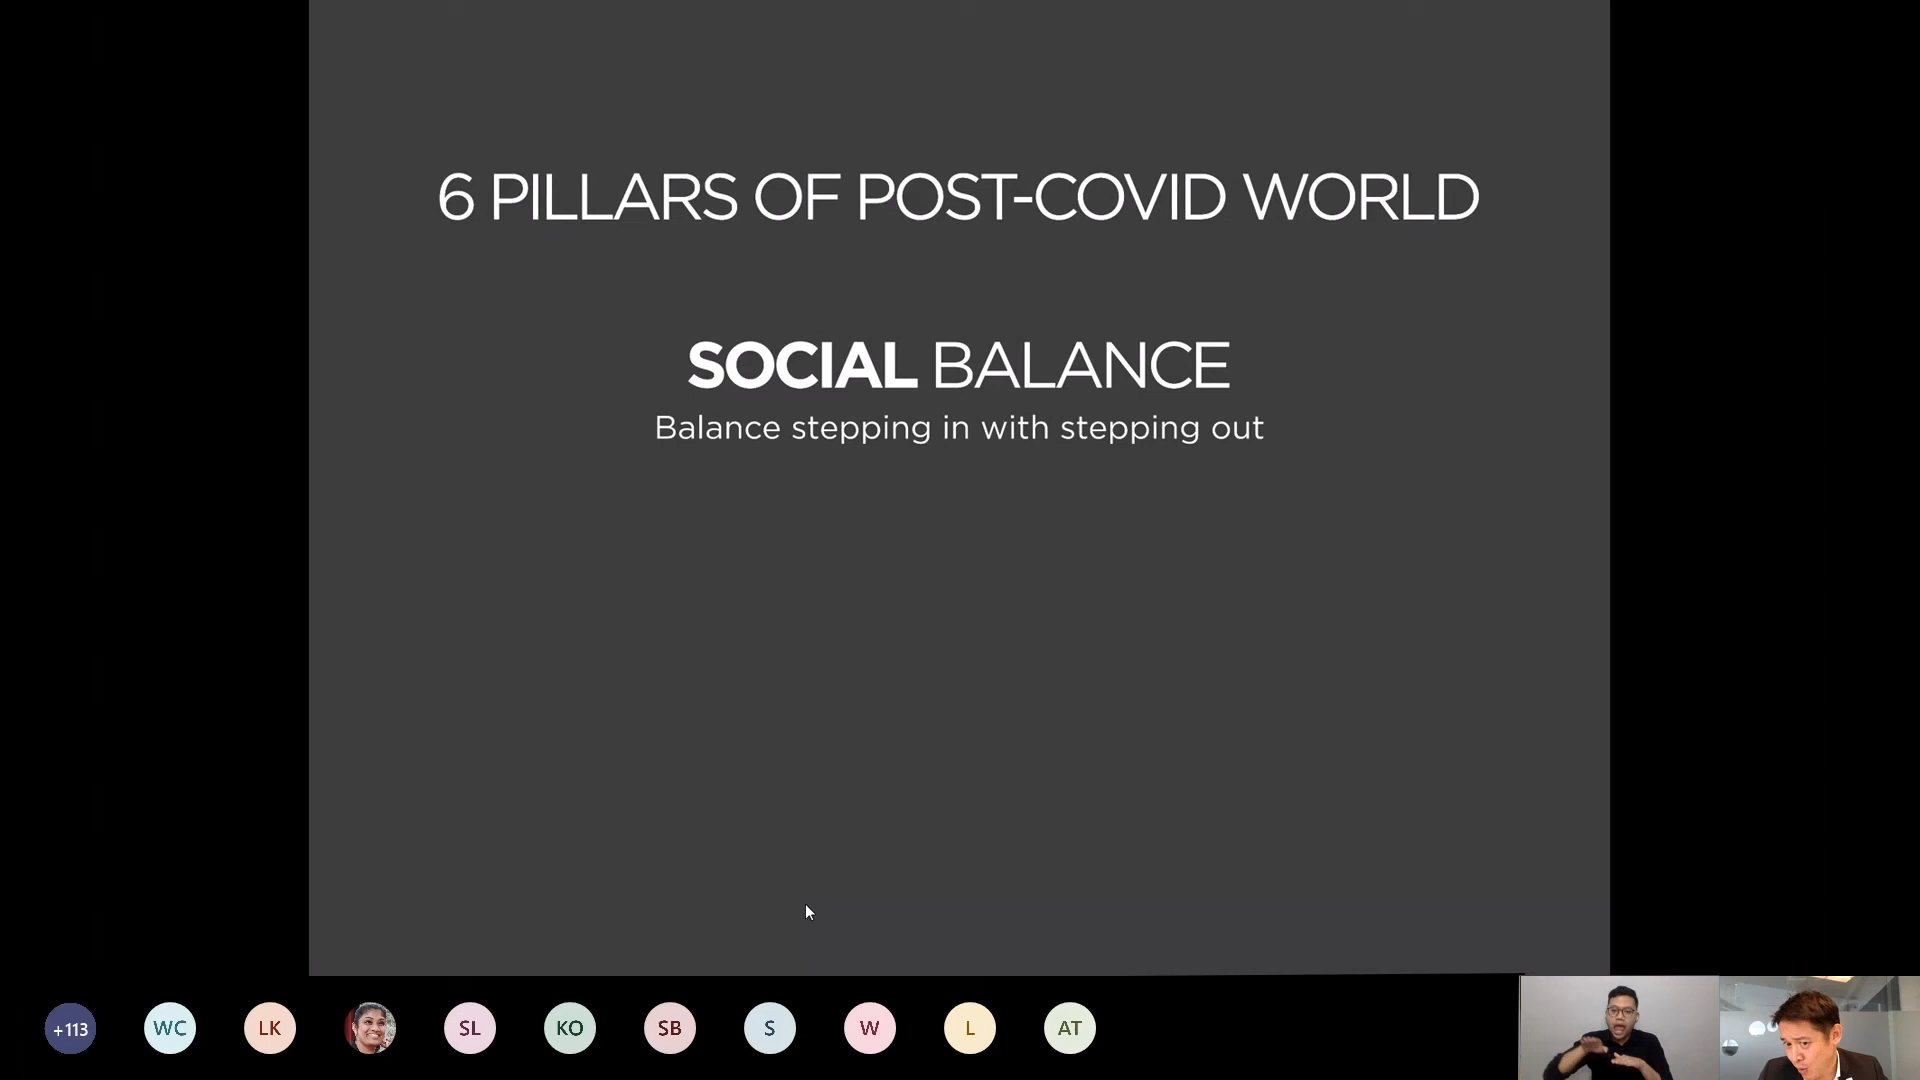 6 PILLARS OF POST-COVID WORLD
SOCIAL BALANCE
Balance stepping in with stepping out
+113
WC
LK
SL
KO
SB
S
W
L
AT